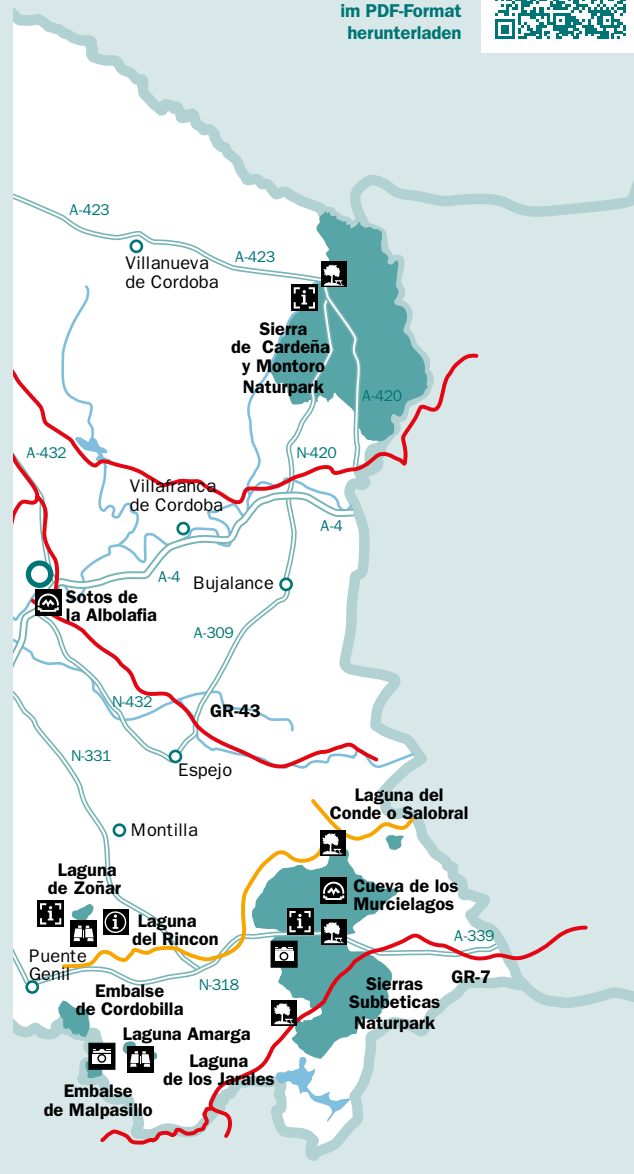 im PDF-Format
herunterladen
A-423
A-423
Villanueva
de Cordoba
Sierra
de Cardeña
y Montoro
Naturpark
A-420
A-432
N-420
Villafranca
de Cordoba
A-4
A-4
Bujalance
Sotos de
la Albolafia
A-309
N-432
GR-43
N-331
Espejo
Laguna del
Conde o Salobral
Montilla
Laguna
de Zoñar
Cueva de los
Murcielagos
Laguna
del Rincon
A-339
Puente
Genil
GR-7
N-318
Embalse
de Cordobilla
Sierras
Subbeticas
Naturpark
Laguna Amarga
Laguna
de los Jarales
Embalse
de Malpasillo